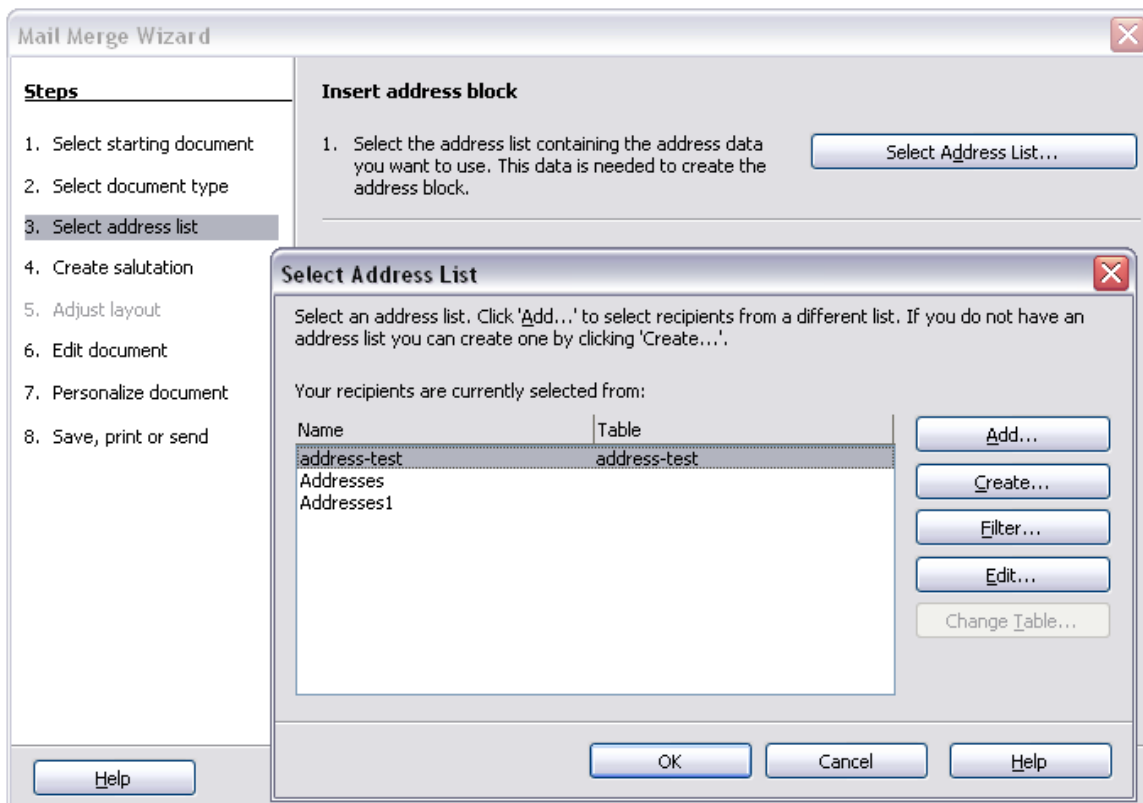 Mail Merge Wizard
Steps
1. Select starting document
2. Select document type
3. Select address list
4. Create salutation
5. Adjust layout
6. Edit document
7. Personalize document
8. Save, print or send
Help
Insert address block
1. Select the address list containing the address data
you want to use. This data is needed to create the
address block.
Select Address List...
Select Address List
Select an address list. Click 'Add...' to select recipients from a different list. If you do not have an
address list you can create one by clicking 'Create...'.
Your recipients are currently selected from:
Name Table
address-test address-test
Addresses
Addresses1
Add...
Create...
Filter...
Edit...
Change Table...
OK Cancel Help